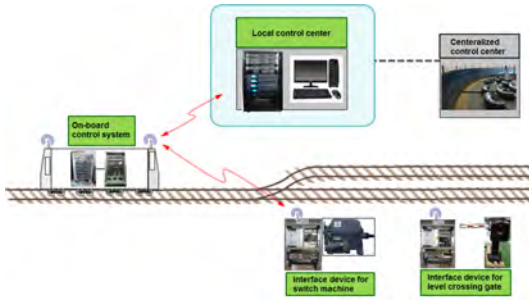 Local control center
Centralized
control center
On-board
control system
Interface device for
switch machine
Interface device for
level crossing gate